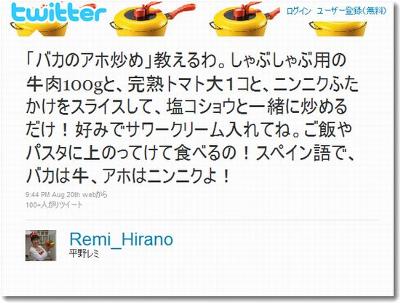 twitter
ログイン ユーザー登録（無料）
「バカのアホ炒め」教えるわ。しゃぶしゃぶ用の
牛肉100gと、完熟トマト大１コと、ニンニクふた
かけをスライスして、塩コショウと一緒に炒める
だけ！好みでサワークリーム入れてね。ご飯や
パスタに上のってけて食べるの！スペイン語で、
バカは牛、アホはニンニクよ！
9:44 PM Aug 20th webから
100+人がリツイート
Remi_Hirano
平野レミ